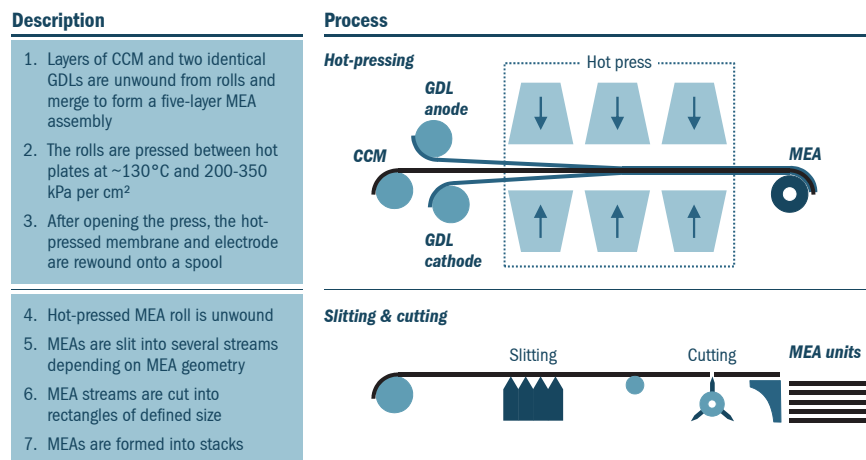 Description
1. Layers of CCM and two identical
GDLs are unwound from rolls and
merge to form a five-layer MEA
assembly
2. The rolls are pressed between hot
plates at ~130°C and 200-350
kPa per cm²
3. After opening the press, the hot-
pressed membrane and electrode
are rewound onto a spool
4. Hot-pressed MEA roll is unwound
5. MEAs are slit into several streams
depending on MEA geometry
6. MEA streams are cut into
rectangles of defined size
7. MEAs are formed into stacks
Process
Hot-pressing
Hot press
GDL
anode
CCM
MEA
GDL
cathode
Slitting & cutting
Slitting
Cutting
MEA units